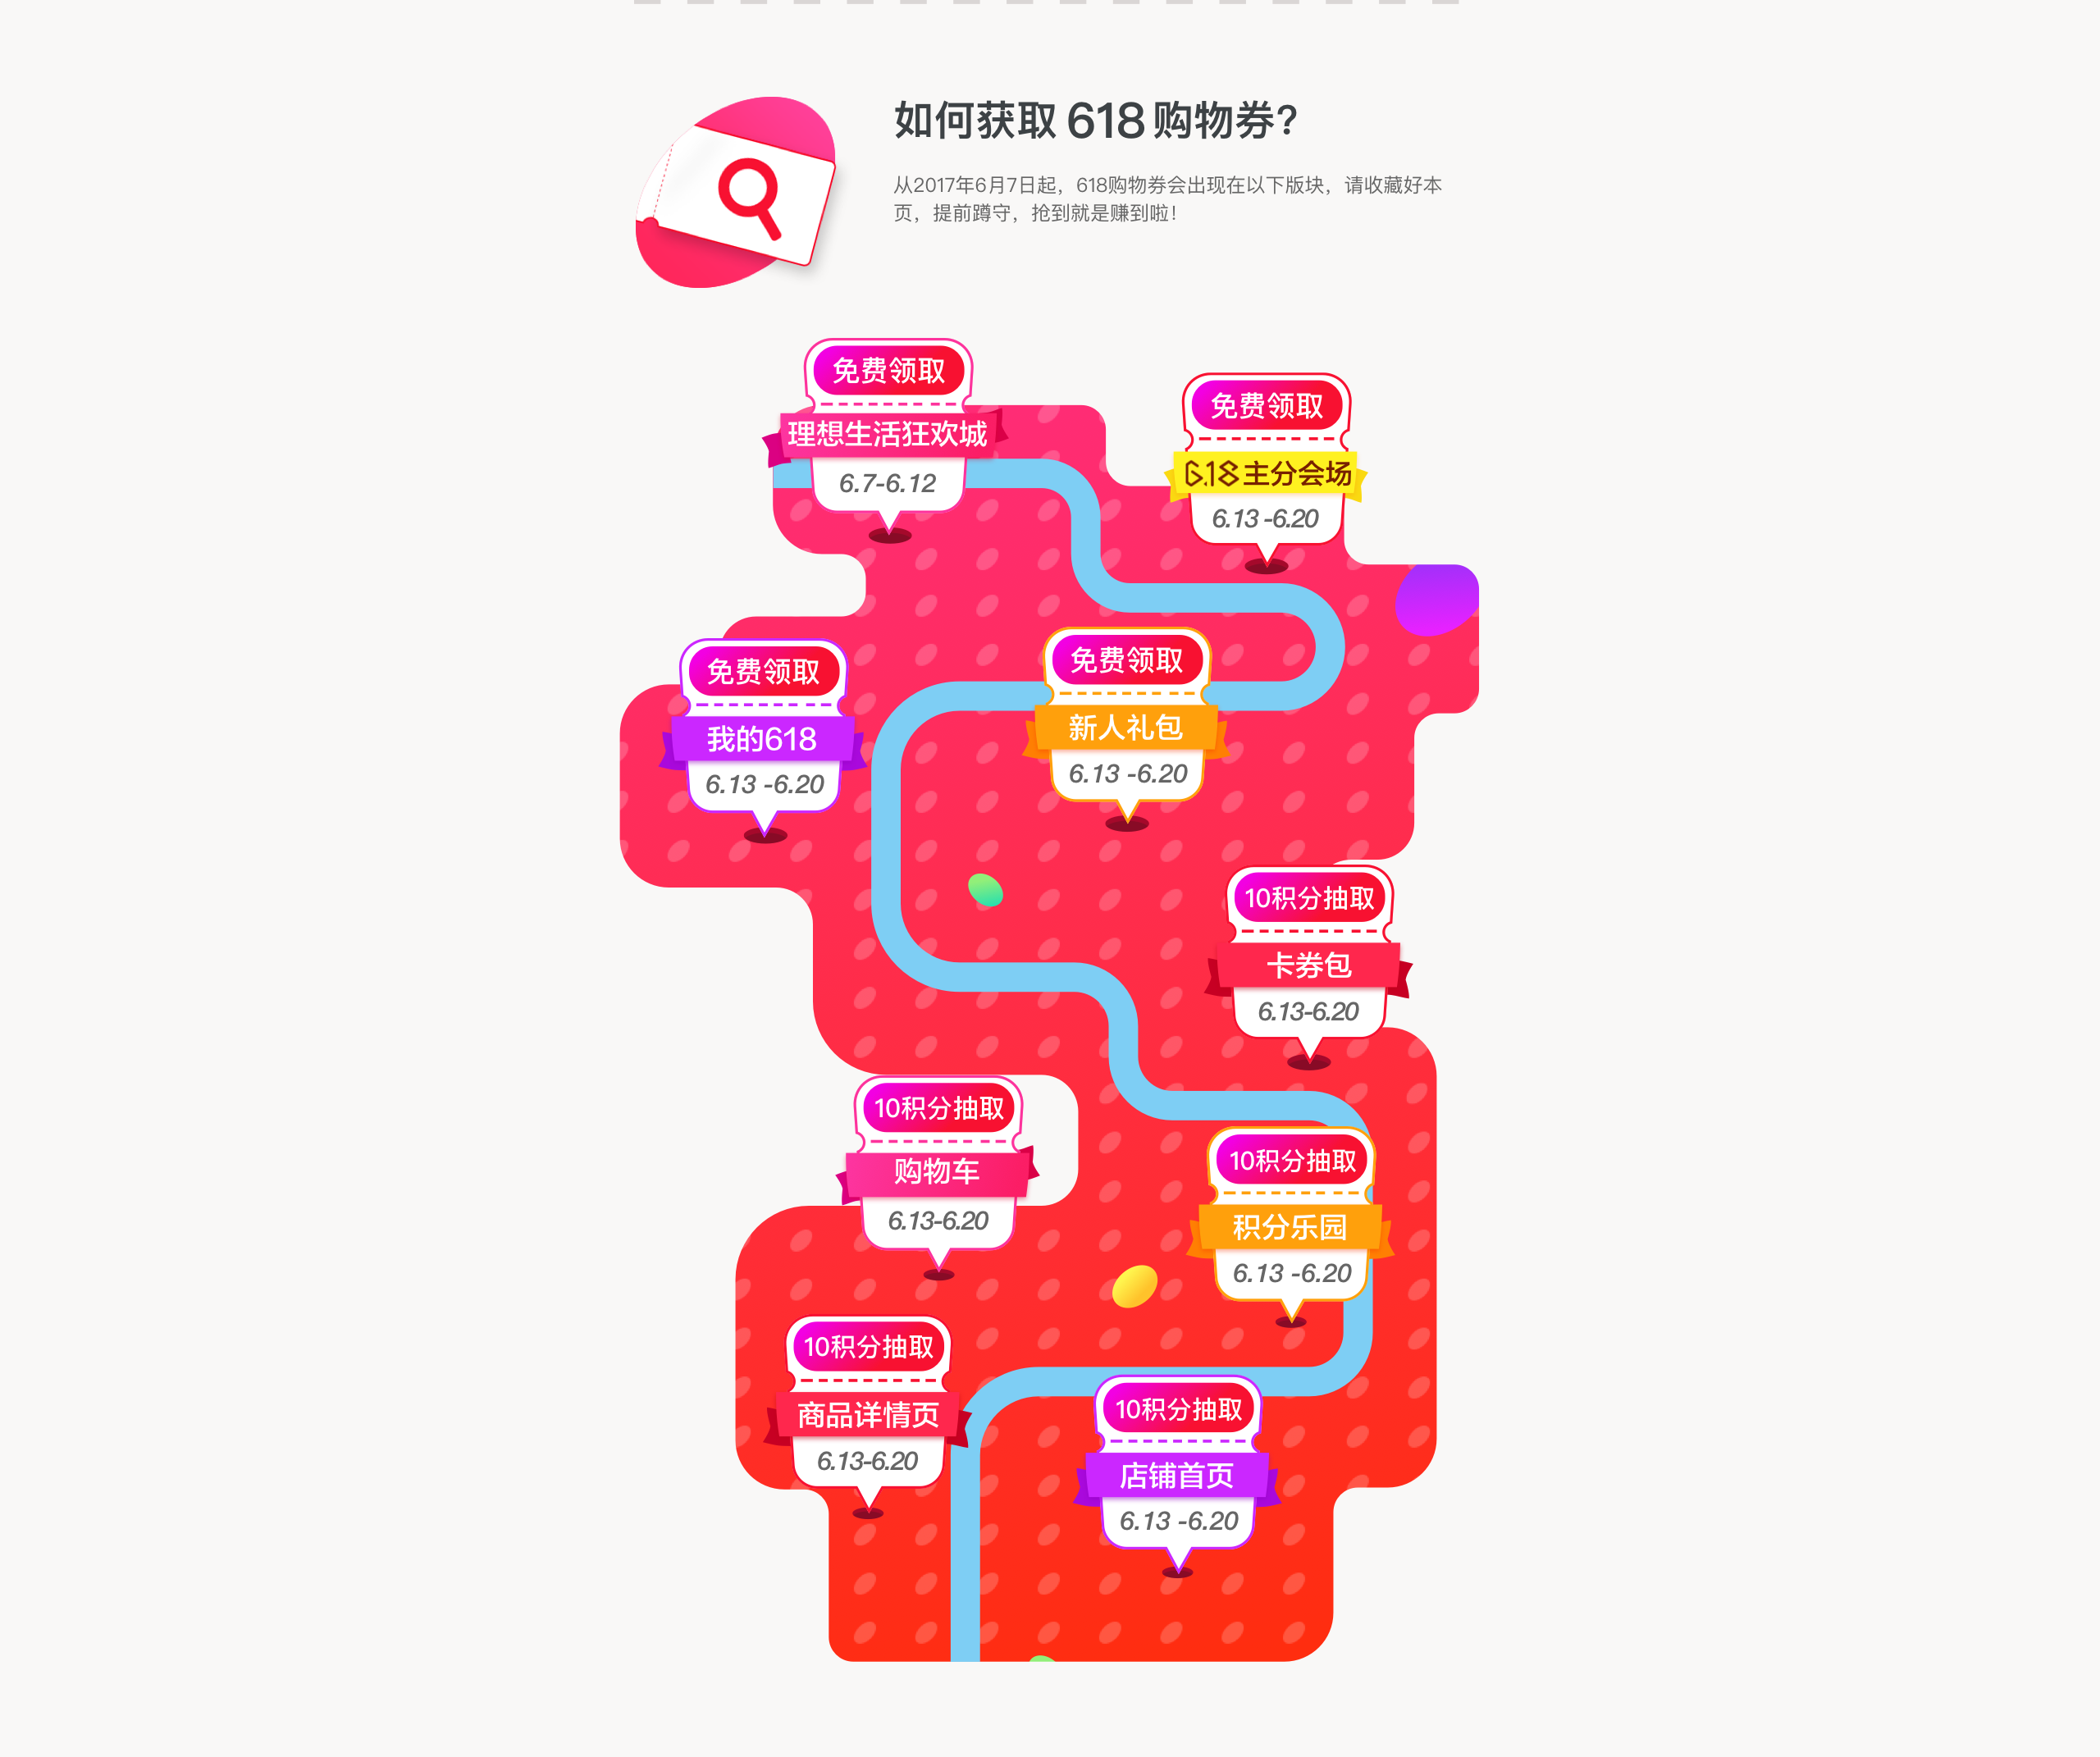 如何获取 618 购物券?
从2017年6月7日起，618购物券会出现在以下版块，请收藏好本
页，提前蹲守，抢到就是赚到啦！
免费领取
理想生活狂欢城
6.7-6.12
免费领取
618主分会场
6.13 -6.20
免费领取
我的618
6.13 -6.20
免费领取
新人礼包
6.13 -6.20
10积分抽取
卡券包
6.13-6.20
10积分抽取
购物车
6.13-6.20
10积分抽取
积分乐园
6.13 -6.20
10积分抽取
商品详情页
6.13-6.20
10积分抽取
店铺首页
6.13 -6.20